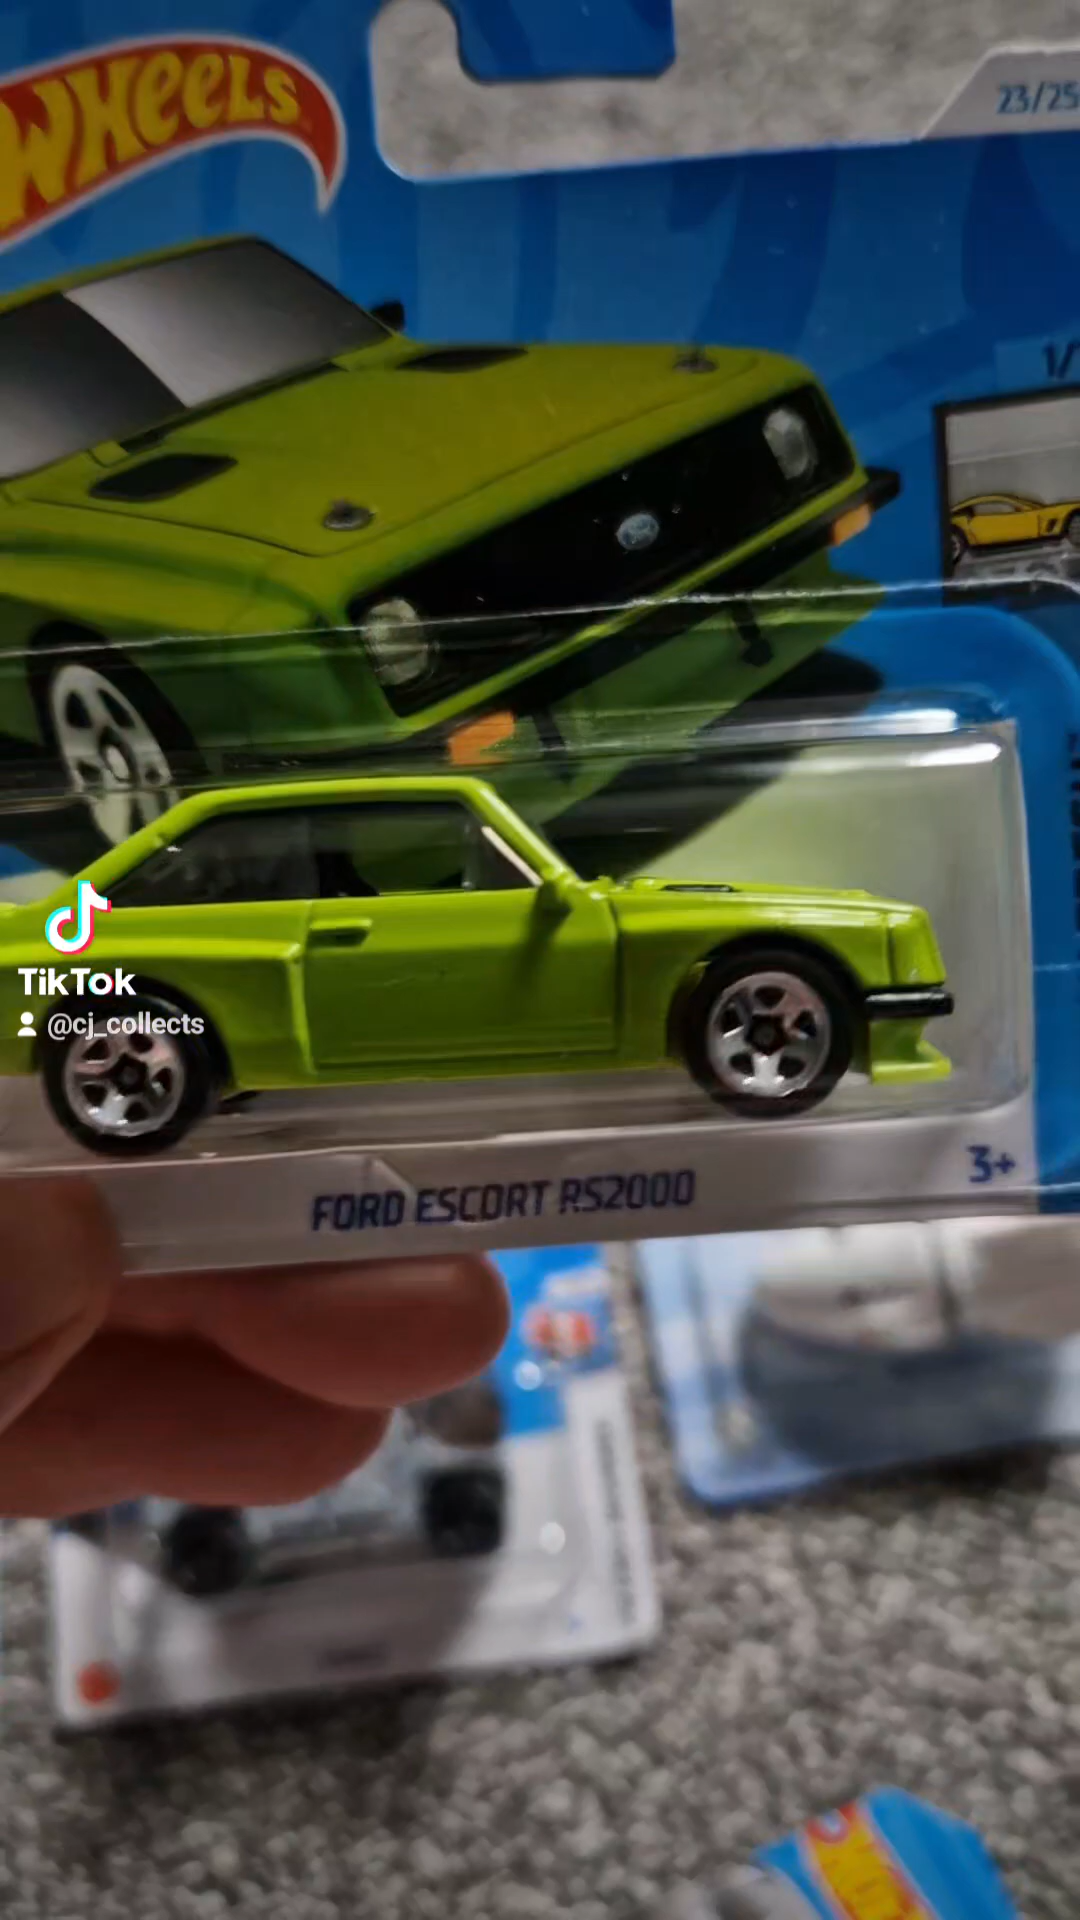 WHEELS
23/25
1/
TikTok
@cj_collects
FORD ESCORT RS2000
3+